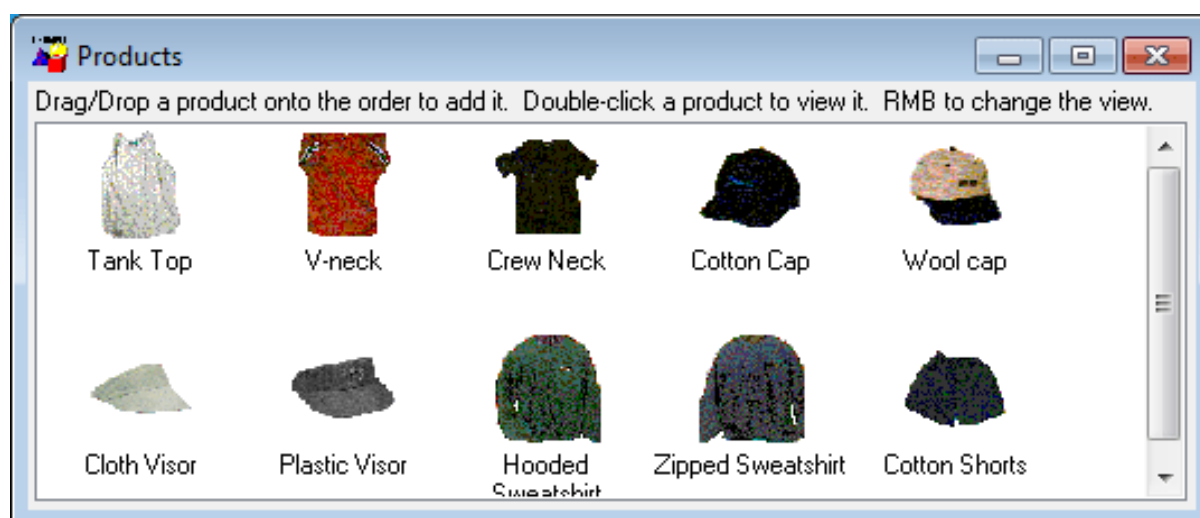 Products
Drag/Drop a product onto the order to add it.  Double-click a product to view it.  RMB to change the view.
Tank Top V-neck Crew Neck Cotton Cap Wool cap
Cloth Visor Plastic Visor Hooded Zipped Sweatshirt Cotton Shorts
Sweatshirt